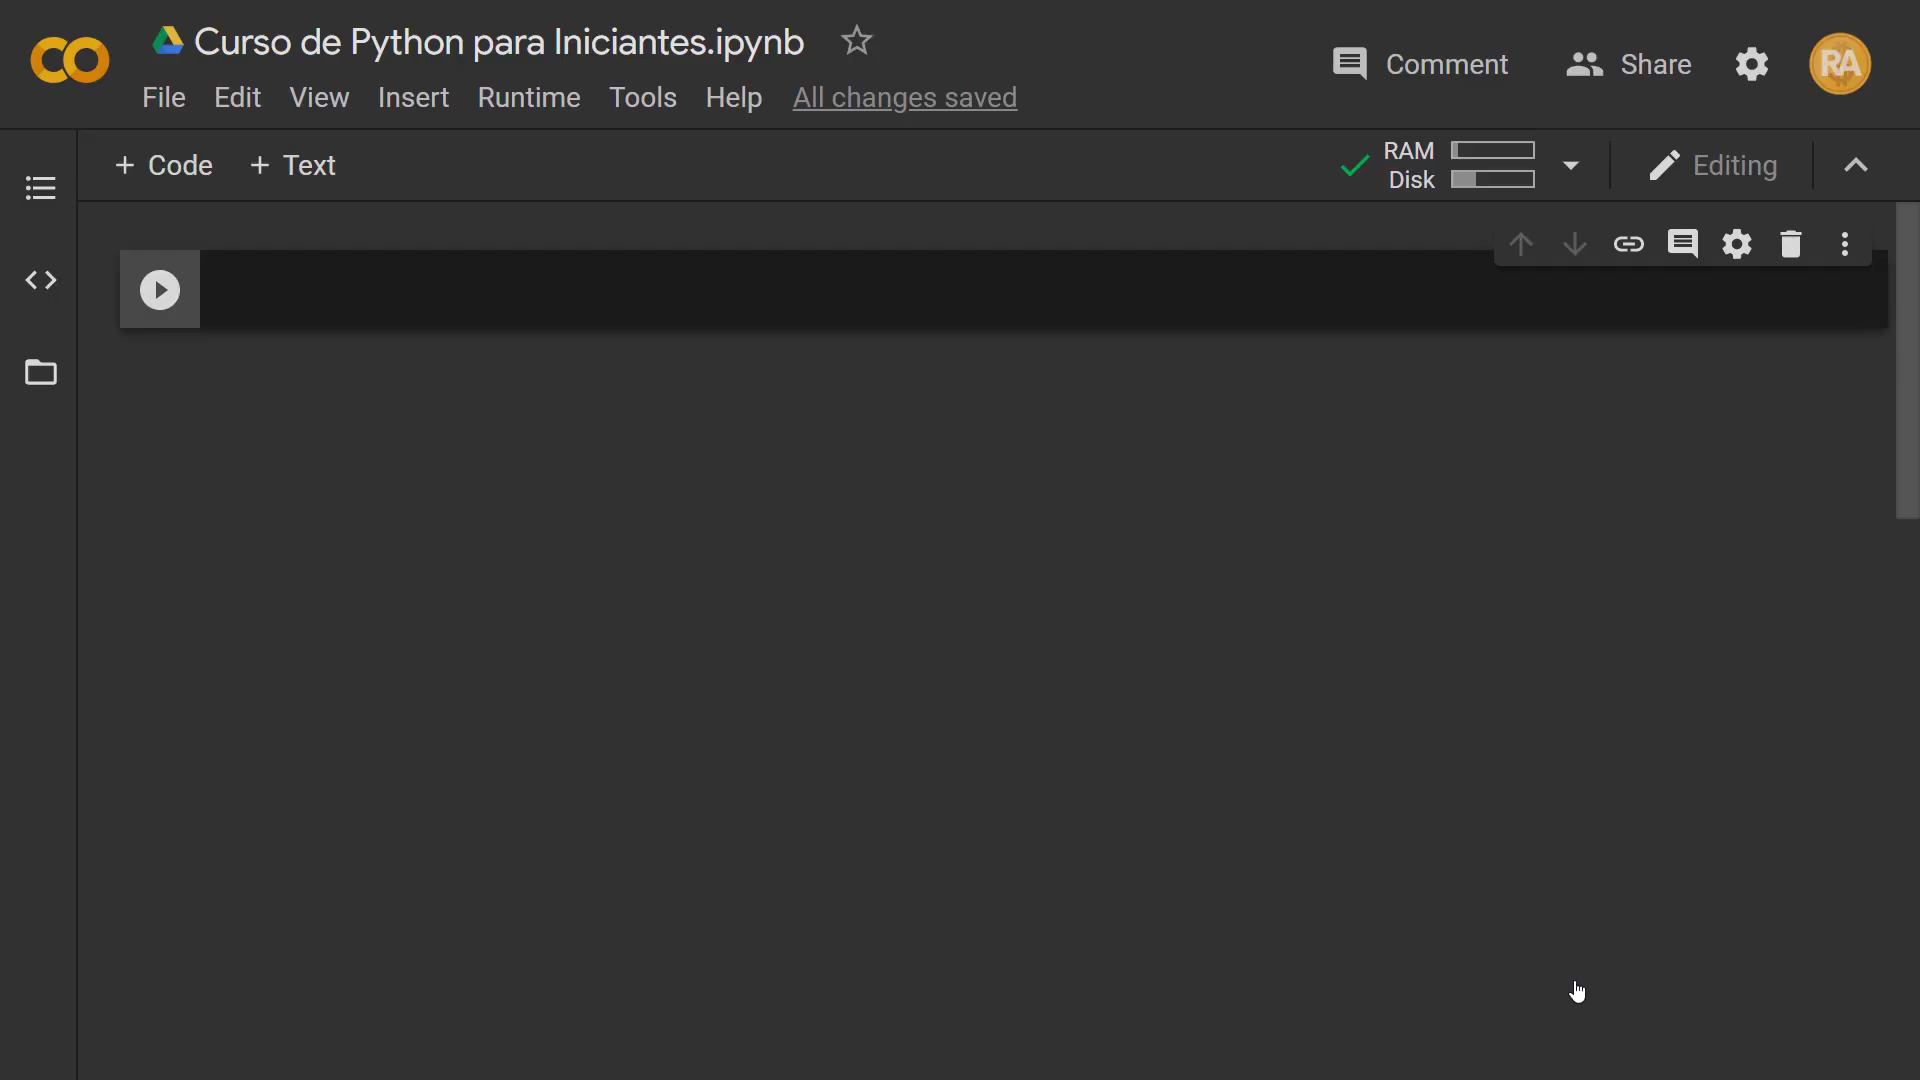 Curso de Python para Iniciantes.ipynb
File Edit View Insert Runtime Tools Help All changes saved
Comment Share RA
+ Code + Text
RAM
Disk
Editing